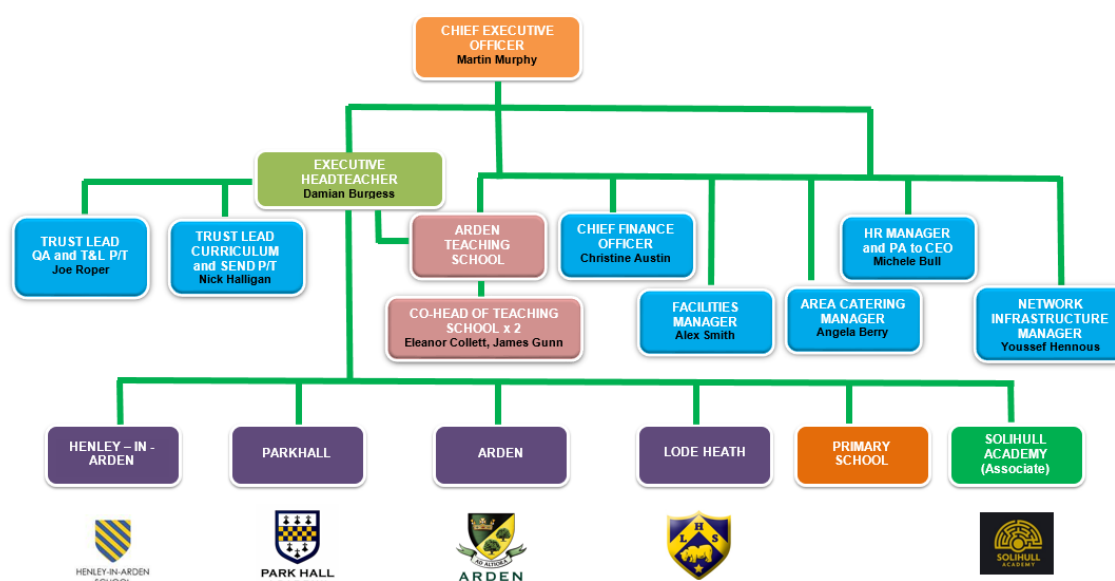 CHIEF EXECUTIVE
OFFICER
Martin Murphy
EXECUTIVE
HEADTEACHER
Damian Burgess
TRUST LEAD
QA and T&L P/T
Joe Roper
TRUST LEAD
CURRICULUM
and SEND P/T
Nick Halligan
ARDEN
TEACHING
SCHOOL
CHIEF FINANCE
OFFICER
Christine Austin
HR MANAGER
and PA to CEO
Michele Bull
CO-HEAD OF TEACHING
SCHOOL x 2
Eleanor Collett, James Gunn
FACILITIES
MANAGER
Alex Smith
AREA CATERING
MANAGER
Angela Berry
NETWORK
INFRASTRUCTURE
MANAGER
Youssef Hennous
HENLEY – IN -
ARDEN
PARKHALL
ARDEN
LODE HEATH
PRIMARY
SCHOOL
SOLIHULL
ACADEMY
(Associate)
HENLEY-IN-ARDEN
SCHOOL
PARK HALL
AD ALTIORA
ARDEN
L H S
SOLIHULL
ACADEMY